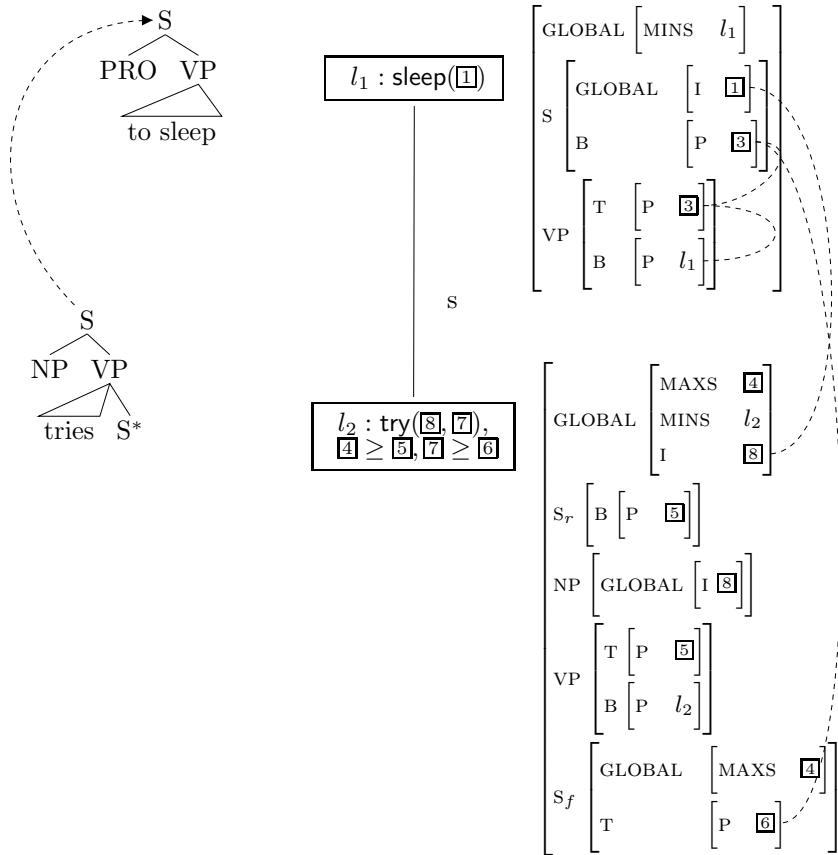 S
PRO VP
to sleep
S
NP VP
tries S*
l₁ : sleep(1)
s
l₂ : try(8, 7),
4 ≥ 5, 7 ≥ 6
GLOBAL [MINS l₁]
S [GLOBAL [I 1]
B [P 3]]
VP [T [P 3]
B [P l₁]]
GLOBAL [MAXS 4
MINS l₂
I 8]
Sᵣ [B [P 5]]
NP [GLOBAL [I 8]]
VP [T [P 5]
B [P l₂]]
S_f [GLOBAL [MAXS 4]
T [P 6]]